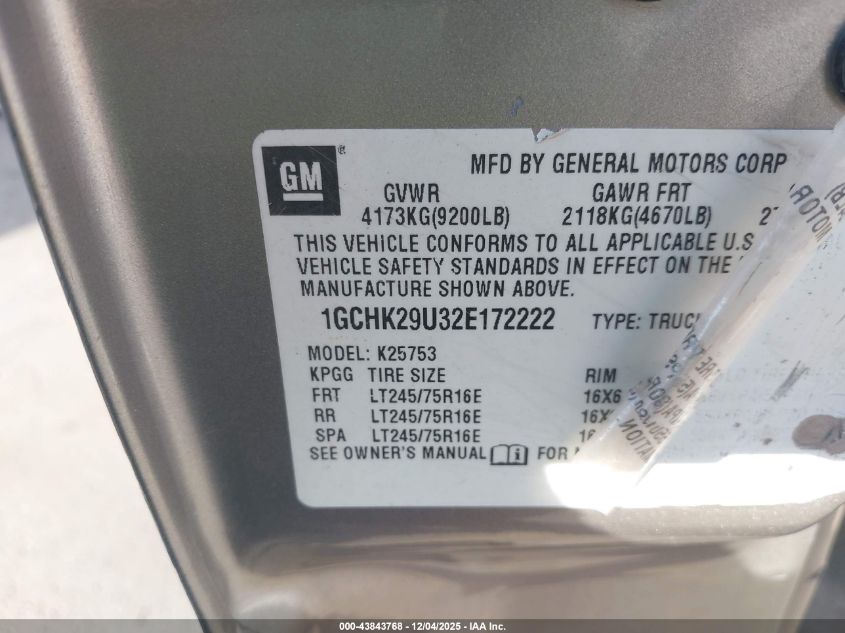 GM ®
MFD BY GENERAL MOTORS CORP
GVWR GAWR FRT
4173KG(9200LB) 2118KG(4670LB)
THIS VEHICLE CONFORMS TO ALL APPLICABLE U.S
VEHICLE SAFETY STANDARDS IN EFFECT ON THE
MANUFACTURE SHOWN ABOVE.
1GCHK29U32E172222 TYPE: TRUC
MODEL: K25753
KPGG TIRE SIZE RIM
FRT LT245/75R16E 16X6
RR LT245/75R16E 16X
SPA LT245/75R16E 16
SEE OWNER'S MANUAL FOR
000-43843768 - 12/04/2025 - IAA Inc.